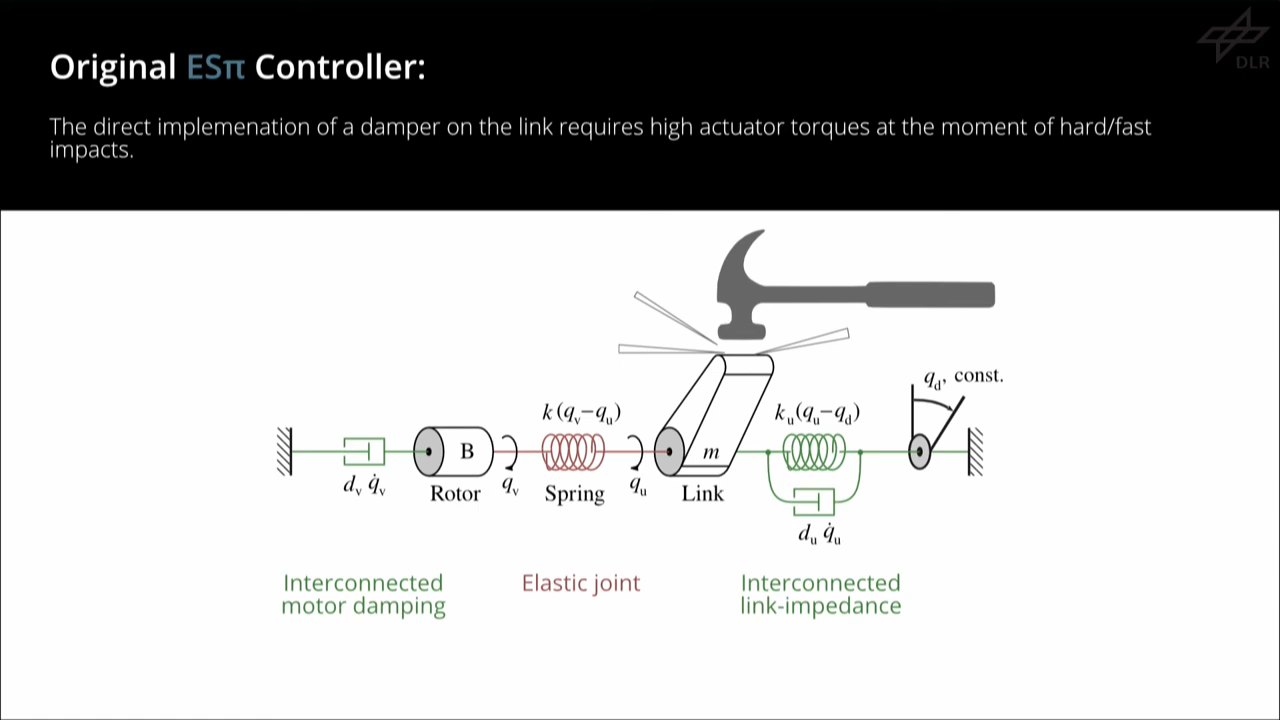 DLR
Original ESπ Controller:
The direct implemenation of a damper on the link requires high actuator torques at the moment of hard/fast
impacts.
q_d, const.
k(q_v−q_u)
k_u(q_u−q_d)
B
m
d_v q̇_v
Rotor
q_v
Spring
q_u
Link
d_u q̇_u
Interconnected
motor damping
Elastic joint
Interconnected
link-impedance